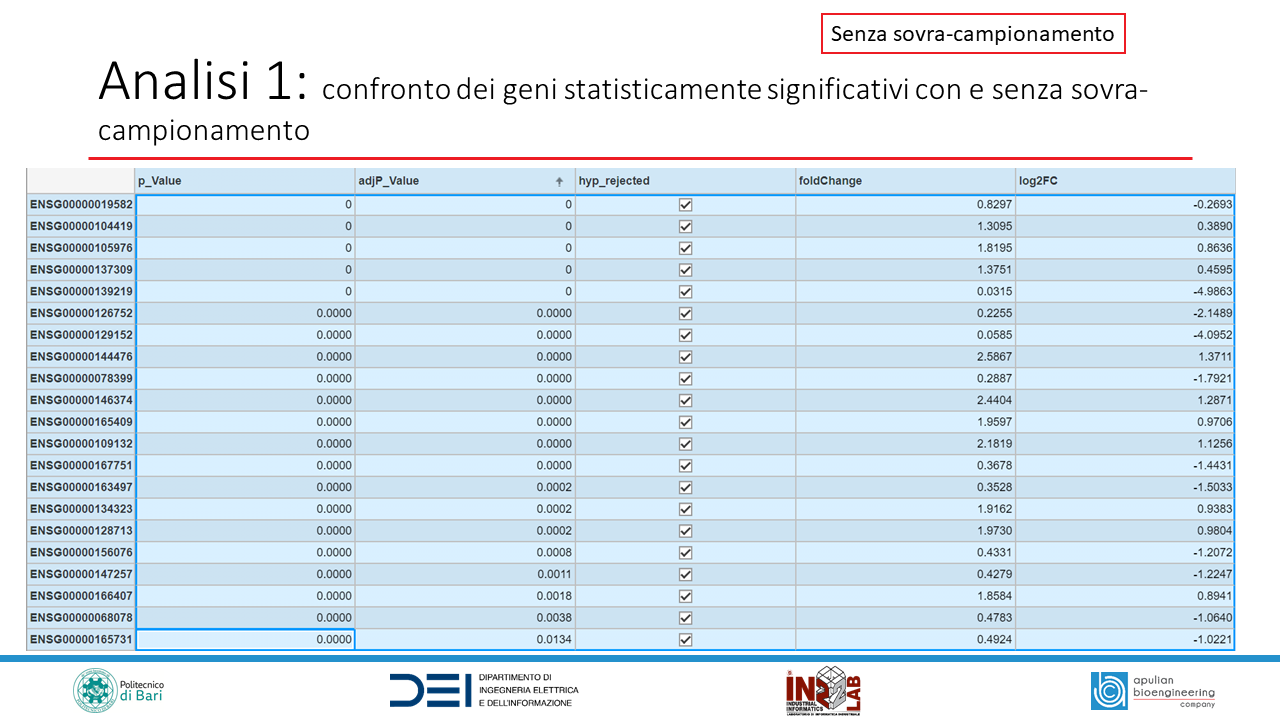 Senza sovra-campionamento
Analisi 1: confronto dei geni statisticamente significativi con e senza sovra-
campionamento
p_Value adjP_Value hyp_rejected foldChange log2FC
ENSG00000019582 0 0 0.8297 -0.2693
ENSG00000104419 0 0 1.3095 0.3890
ENSG00000105976 0 0 1.8195 0.8636
ENSG00000137309 0 0 1.3751 0.4595
ENSG00000139219 0 0 0.0315 -4.9863
ENSG00000126752 0.0000 0.0000 0.2255 -2.1489
ENSG00000129152 0.0000 0.0000 0.0585 -4.0952
ENSG00000144476 0.0000 0.0000 2.5867 1.3711
ENSG00000078399 0.0000 0.0000 0.2887 -1.7921
ENSG00000146374 0.0000 0.0000 2.4404 1.2871
ENSG00000165409 0.0000 0.0000 1.9597 0.9706
ENSG00000109132 0.0000 0.0000 2.1819 1.1256
ENSG00000167751 0.0000 0.0000 0.3678 -1.4431
ENSG00000163497 0.0000 0.0002 0.3528 -1.5033
ENSG00000134323 0.0000 0.0002 1.9162 0.9383
ENSG00000128713 0.0000 0.0002 1.9730 0.9804
ENSG00000156076 0.0000 0.0008 0.4331 -1.2072
ENSG00000147257 0.0000 0.0011 0.4279 -1.2247
ENSG00000166407 0.0000 0.0018 1.8584 0.8941
ENSG00000068078 0.0000 0.0038 0.4783 -1.0640
ENSG00000165731 0.0000 0.0134 0.4924 -1.0221
Politecnico
di Bari
DEI
DIPARTIMENTO DI
INGEGNERIA ELETTRICA
E DELL'INFORMAZIONE
INDUSTRIAL
INFORMATICS
LAB
LABORATORIO DI INFORMATICA INDUSTRIALE
apulian
bioengineering
company